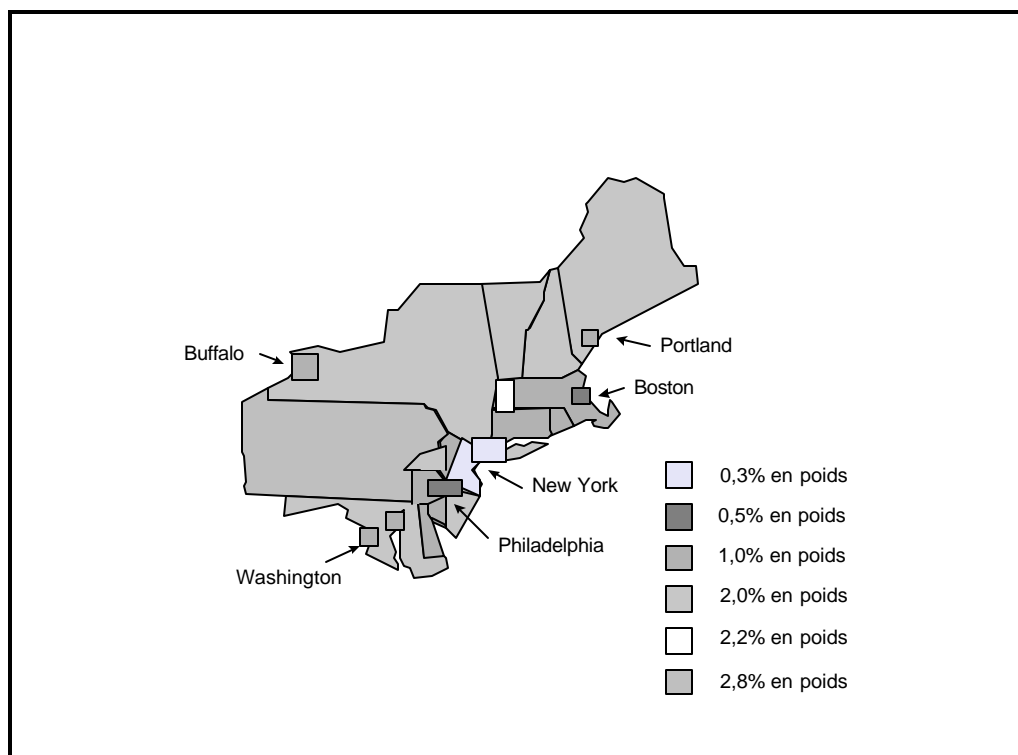 Buffalo
Portland
Boston
New York
Philadelphia
Washington
0,3% en poids
0,5% en poids
1,0% en poids
2,0% en poids
2,2% en poids
2,8% en poids